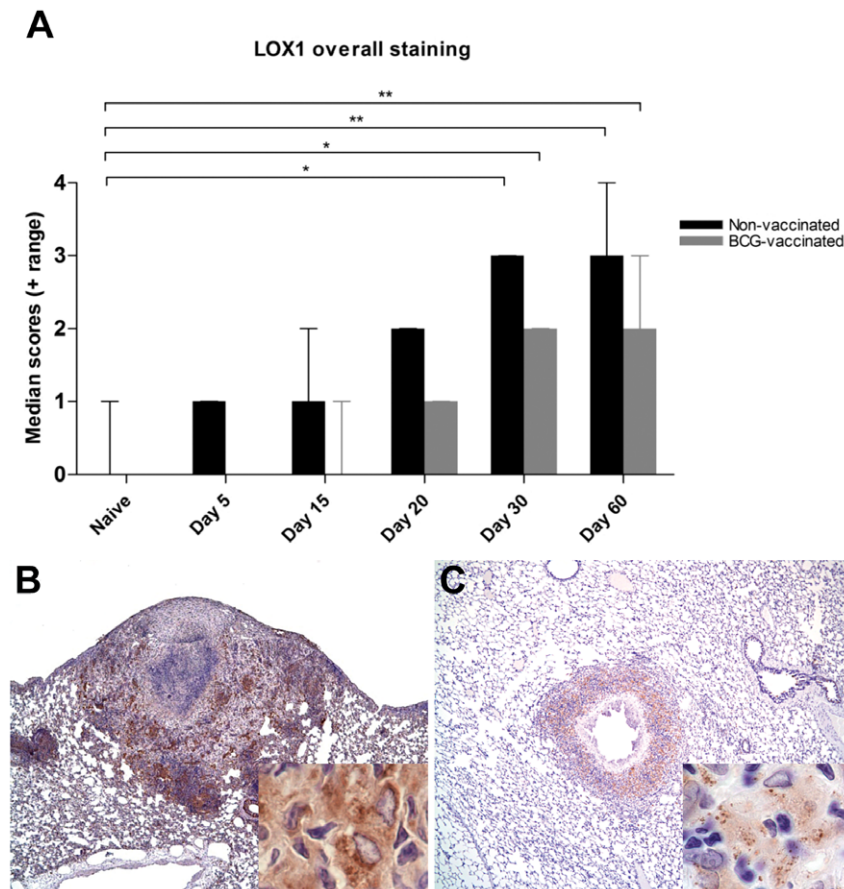 A
LOX1 overall staining
**
**
*
*
Median scores (+ range)
4
3
2
1
0
Naive
Day 5
Day 15
Day 20
Day 30
Day 60
Non-vaccinated
BCG-vaccinated
B
C